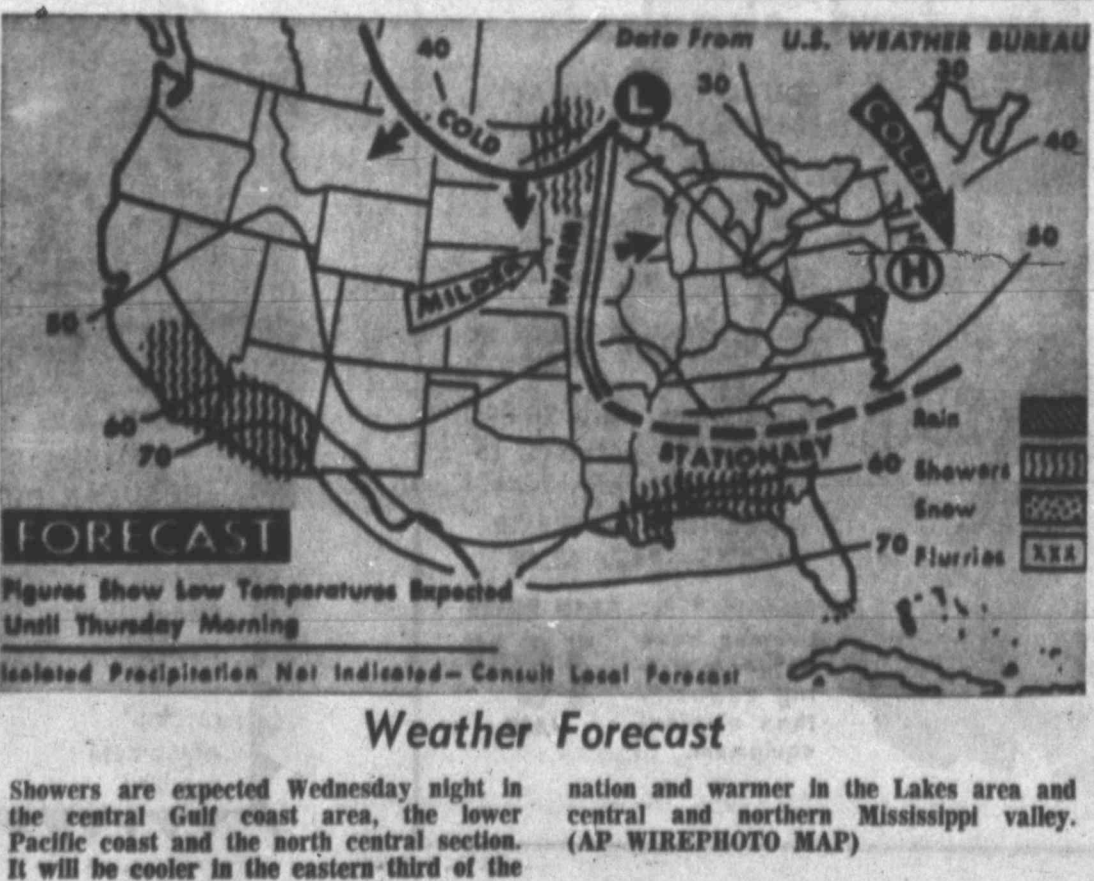 Data From U.S. WEATHER BUREAU
40
30
30
L
COLD
COLD
40
WARM
MILDER
H
50
50
60
70
STATIONARY
Rain
60
Showers
Snow
70
Flurries
XXX
FORECAST
Figures Show Low Temperatures Expected
Until Thursday Morning
Isolated Precipitation Not Indicated— Consult Local Forecast
Weather Forecast
Showers are expected Wednesday night in
the central Gulf coast area, the lower
Pacific coast and the north central section.
It will be cooler in the eastern third of the
nation and warmer in the Lakes area and
central and northern Mississippi valley.
(AP WIREPHOTO MAP)